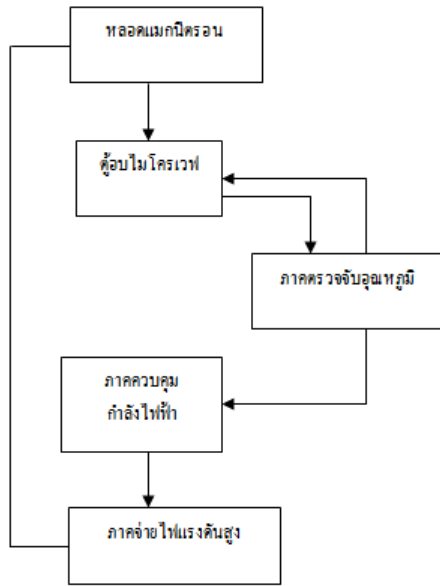 หลอดแมกนีตรอน
ตู้อบไมโครเวฟ
ภาคตรวจจับอุณหภูมิ
ภาคควบคุม
กำลังไฟฟ้า
ภาคจ่ายไฟแรงดันสูง